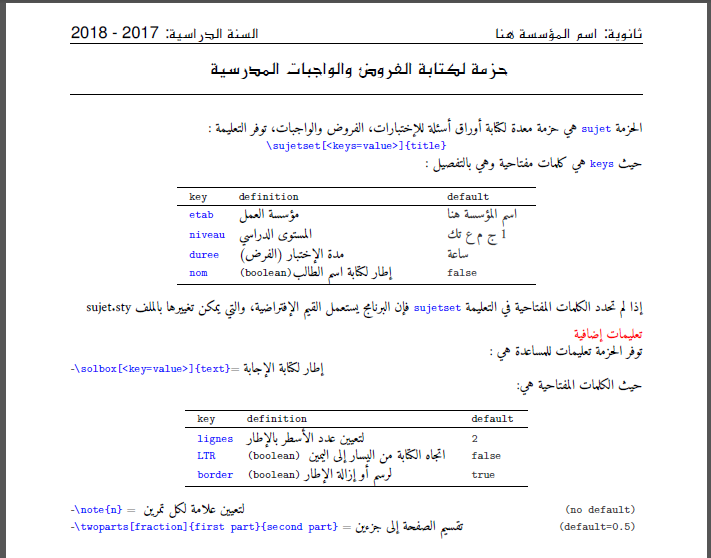 ثانوية: اسم المؤسسة هنا السنة الدراسية: 2017 - 2018
حزمة لكتابة الفروض والواجبات المدرسية
الحزمة sujet هي حزمة معدة لكتابة أوراق أسئلة للإختبارات، الفروض والواجبات، توفر التعليمة :
\sujetset[<keys=value>]{title}
حيث keys هي كلمات مفتاحية وهي بالتفصيل :
key definition default
etab مؤسسة العمل اسم المؤسسة هنا
niveau المستوى الدراسي 1 ج م ع تك
duree مدة الإختبار (الفرض) ساعة
nom إطار لكتابة اسم الطالب (boolean) false
إذا لم تحدد الكلمات المفتاحية في التعليمة sujetset فإن البرنامج يستعمل القيم الإفتراضية، والتي يمكن تغييرها بالملف sujet.sty
تعليمات إضافية
توفر الحزمة تعليمات للمساعدة هي :
-\solbox[<key=value>]{text}= إطار لكتابة الإجابة
حيث الكلمات المفتاحية هي:
key definition default
lignes لتعيين عدد الأسطر بالإطار 2
LTR اتجاه الكتابة من اليسار إلى اليمين (boolean) false
border لرسم أو إزالة الإطار (boolean) true
-\note{n} = لتعيين علامة لكل تمرين (no default)
-\twoparts[fraction]{first part}{second part} = تقسيم الصفحة إلى جزءين (default=0.5)